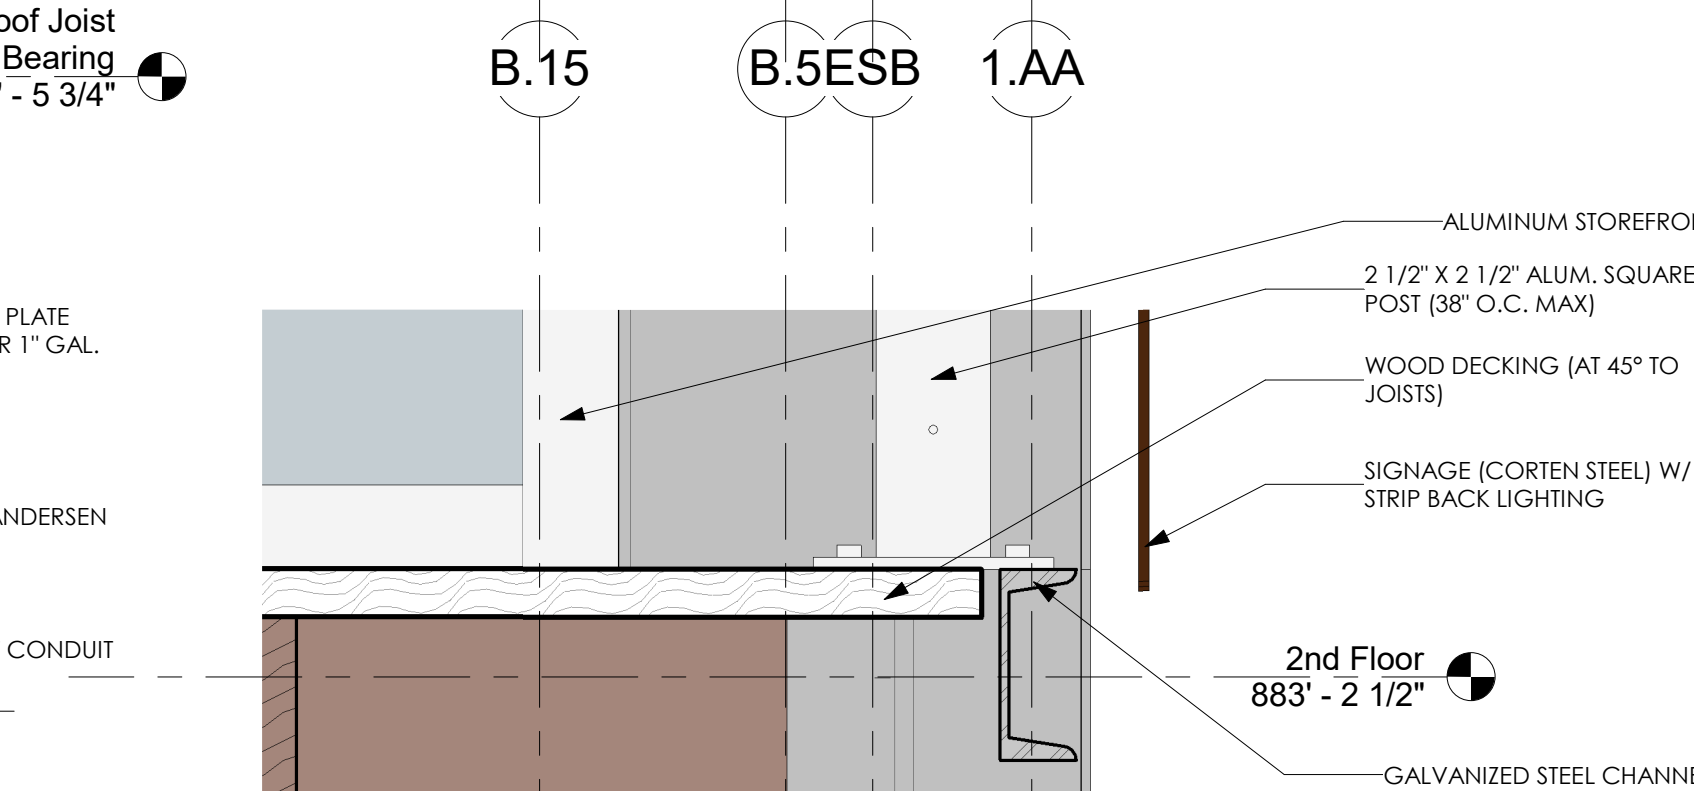 oof Joist
Bearing
' - 5 3/4"
B.15
B.5
ESB
1.AA
PLATE
R 1" GAL.
ANDERSEN
CONDUIT
ALUMINUM STOREFRO
2 1/2" X 2 1/2" ALUM. SQUARE
POST (38" O.C. MAX)
WOOD DECKING (AT 45° TO
JOISTS)
SIGNAGE (CORTEN STEEL) W/
STRIP BACK LIGHTING
2nd Floor
883' - 2 1/2"
GALVANIZED STEEL CHANNE